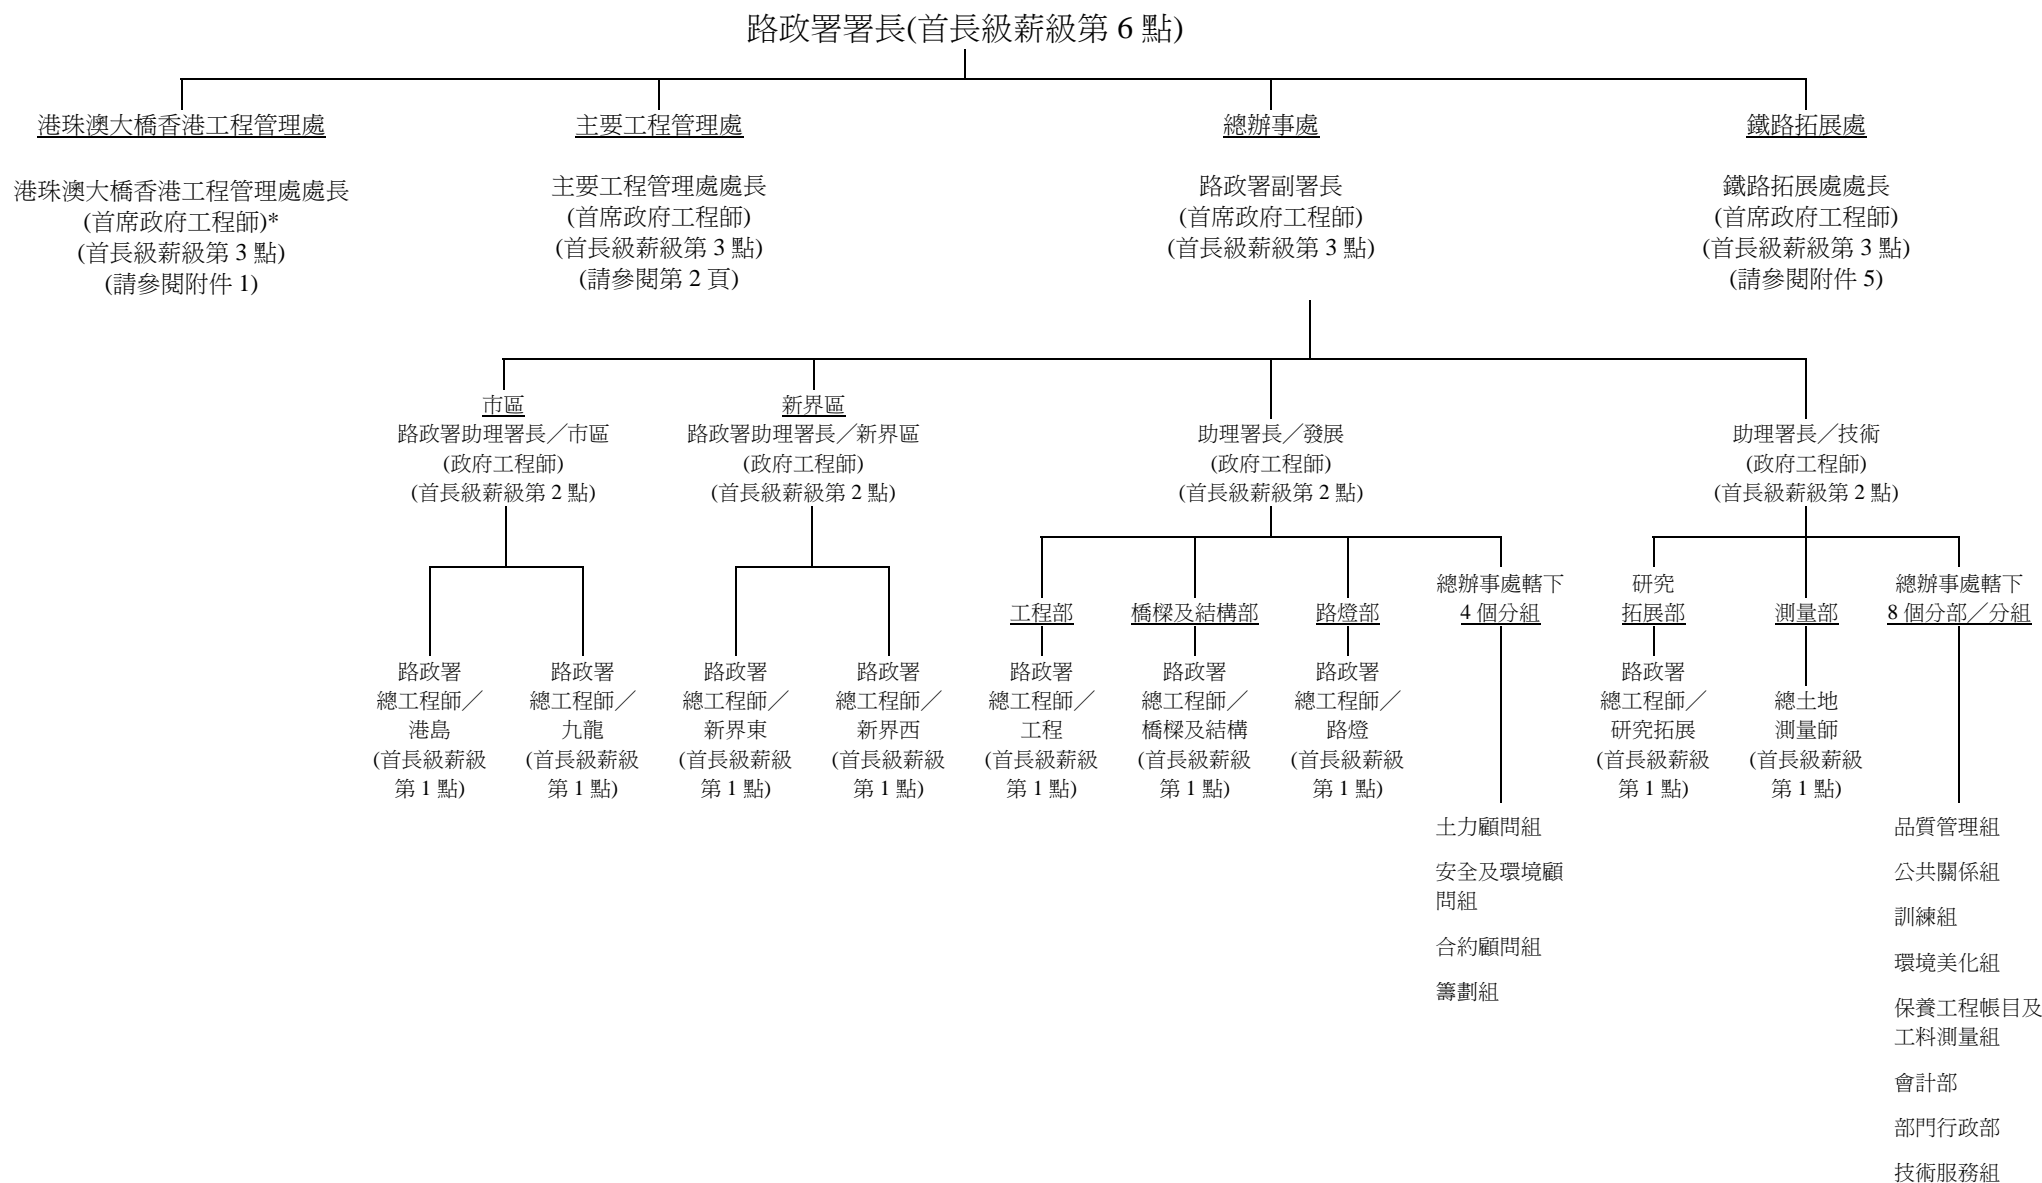 路政署署長(首長級薪級第 6 點)
港珠澳大橋香港工程管理處
港珠澳大橋香港工程管理處處長
(首席政府工程師)*
(首長級薪級第 3 點)
(請參閱附件 1)
主要工程管理處
主要工程管理處處長
(首席政府工程師)
(首長級薪級第 3 點)
(請參閱第 2 頁)
總辦事處
路政署副署長
(首席政府工程師)
(首長級薪級第 3 點)
鐵路拓展處
鐵路拓展處處長
(首席政府工程師)
(首長級薪級第 3 點)
(請參閱附件 5)
市區
路政署助理署長／市區
(政府工程師)
(首長級薪級第 2 點)
新界區
路政署助理署長／新界區
(政府工程師)
(首長級薪級第 2 點)
助理署長／發展
(政府工程師)
(首長級薪級第 2 點)
助理署長／技術
(政府工程師)
(首長級薪級第 2 點)
路政署
總工程師／
港島
(首長級薪級
第 1 點)
路政署
總工程師／
九龍
(首長級薪級
第 1 點)
路政署
總工程師／
新界東
(首長級薪級
第 1 點)
路政署
總工程師／
新界西
(首長級薪級
第 1 點)
工程部
路政署
總工程師／
工程
(首長級薪級
第 1 點)
橋樑及結構部
路政署
總工程師／
橋樑及結構
(首長級薪級
第 1 點)
路燈部
路政署
總工程師／
路燈
(首長級薪級
第 1 點)
總辦事處轄下
4 個分組
土力顧問組
安全及環境顧
問組
合約顧問組
籌劃組
研究
拓展部
路政署
總工程師／
研究拓展
(首長級薪級
第 1 點)
測量部
總土地
測量師
(首長級薪級
第 1 點)
總辦事處轄下
8 個分部／分組
品質管理組
公共關係組
訓練組
環境美化組
保養工程帳目及
工料測量組
會計部
部門行政部
技術服務組